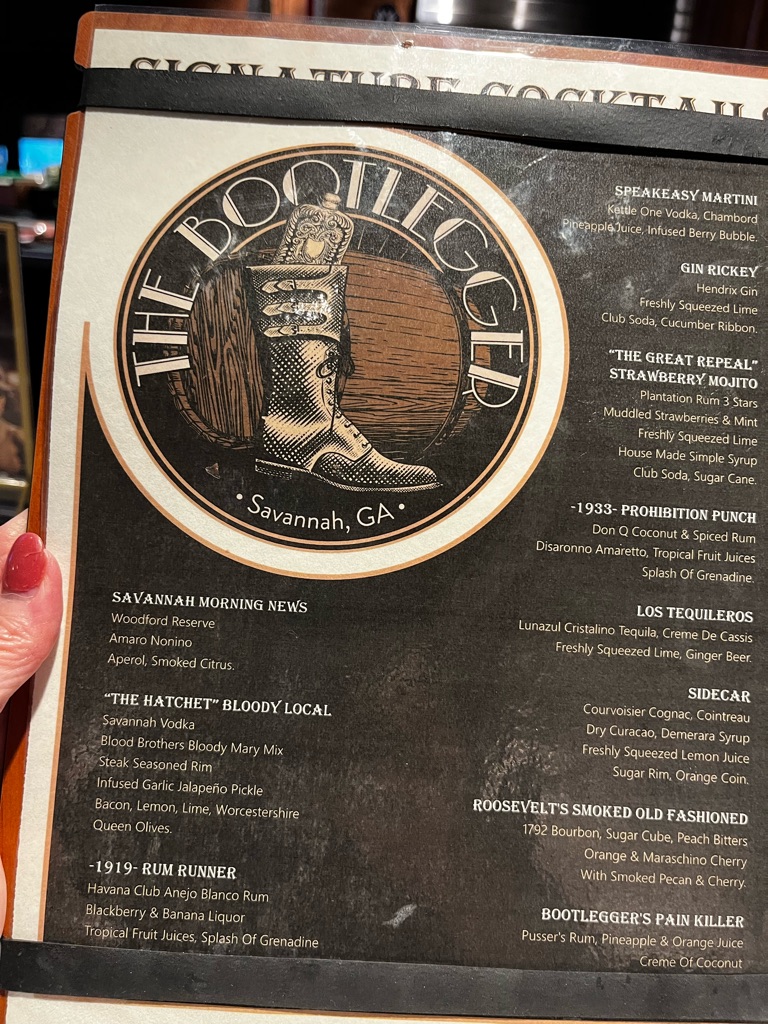 SIGNATURE COCKTAILS
THE BOOTLEGGER
• Savannah, GA •
SAVANNAH MORNING NEWS
Woodford Reserve
Amaro Nonino
Aperol, Smoked Citrus.
“THE HATCHET” BLOODY LOCAL
Savannah Vodka
Blood Brothers Bloody Mary Mix
Steak Seasoned Rim
Infused Garlic Jalapeño Pickle
Bacon, Lemon, Lime, Worcestershire
Queen Olives.
-1919- RUM RUNNER
Havana Club Anejo Blanco Rum
Blackberry & Banana Liquor
Tropical Fruit Juices, Splash Of Grenadine
SPEAKEASY MARTINI
Kettle One Vodka, Chambord
Pineapple Juice, Infused Berry Bubble.
GIN RICKEY
Hendrix Gin
Freshly Squeezed Lime
Club Soda, Cucumber Ribbon.
“THE GREAT REPEAL”
STRAWBERRY MOJITO
Plantation Rum 3 Stars
Muddled Strawberries & Mint
Freshly Squeezed Lime
House Made Simple Syrup
Club Soda, Sugar Cane.
-1933- PROHIBITION PUNCH
Don Q Coconut & Spiced Rum
Disaronno Amaretto, Tropical Fruit Juices
Splash Of Grenadine.
LOS TEQUILEROS
Lunazul Cristalino Tequila, Creme De Cassis
Freshly Squeezed Lime, Ginger Beer.
SIDECAR
Courvoisier Cognac, Cointreau
Dry Curacao, Demerara Syrup
Freshly Squeezed Lemon Juice
Sugar Rim, Orange Coin.
ROOSEVELT'S SMOKED OLD FASHIONED
1792 Bourbon, Sugar Cube, Peach Bitters
Orange & Maraschino Cherry
With Smoked Pecan & Cherry.
BOOTLEGGER'S PAIN KILLER
Pusser's Rum, Pineapple & Orange Juice
Creme Of Coconut